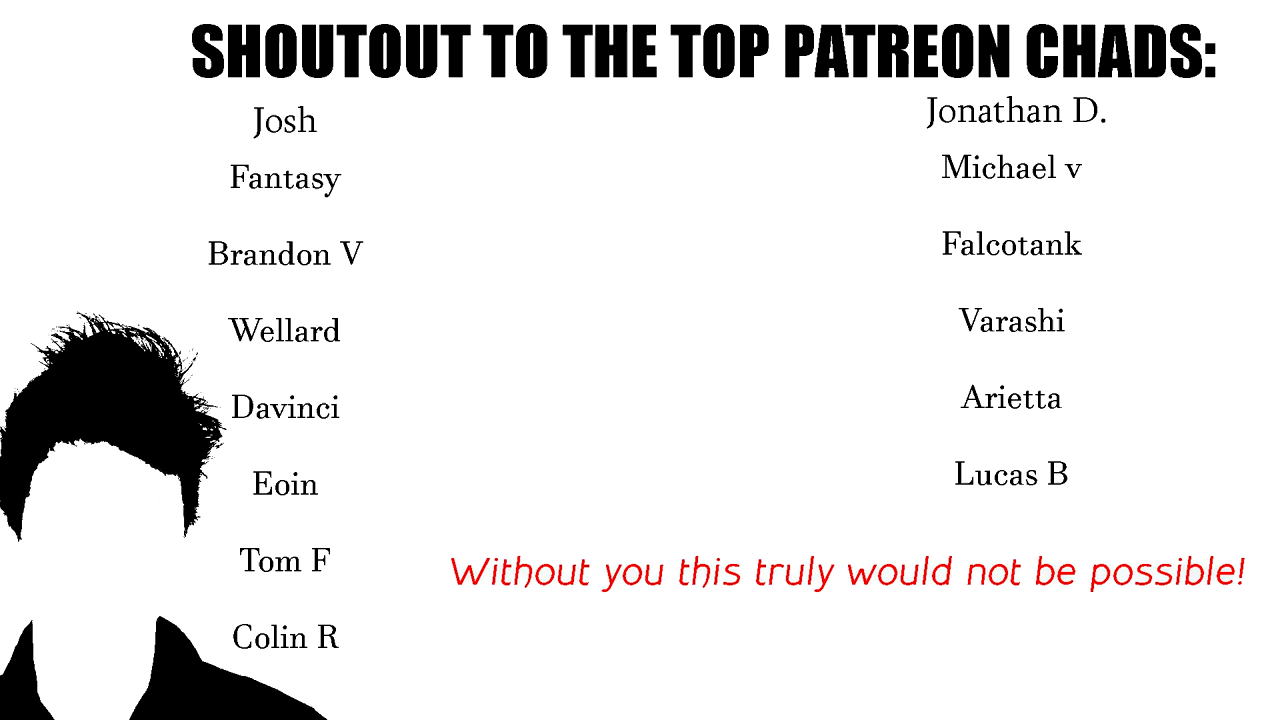 SHOUTOUT TO THE TOP PATREON CHADS:
Josh
Fantasy
Brandon V
Wellard
Davinci
Eoin
Tom F
Colin R
Jonathan D.
Michael v
Falcotank
Varashi
Arietta
Lucas B
Without you this truly would not be possible!